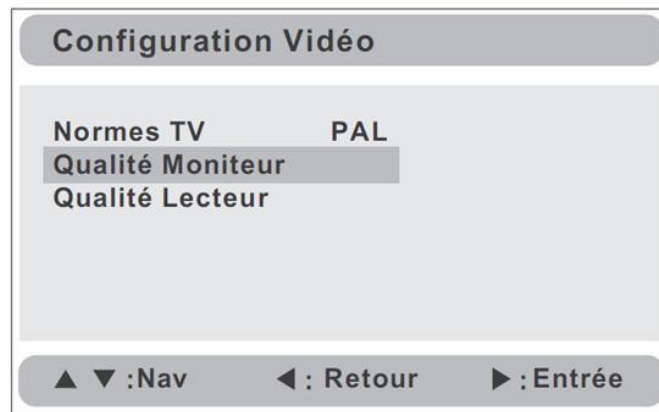 Configuration Vidéo
Normes TV PAL
Qualité Moniteur
Qualité Lecteur
▲ ▼ :Nav ◀ : Retour ▶ : Entrée